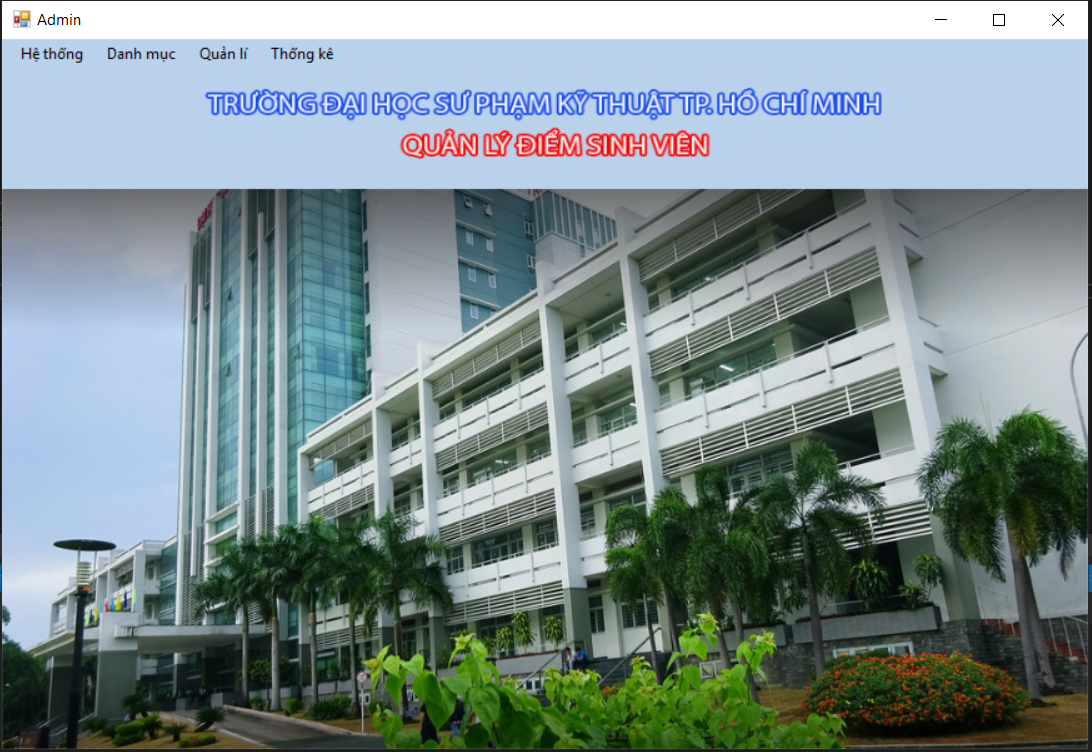 Admin
Hệ thống Danh mục Quản lí Thống kê
TRƯỜNG ĐẠI HỌC SƯ PHẠM KỸ THUẬT TP. HỒ CHÍ MINH
QUẢN LÝ ĐIỂM SINH VIÊN